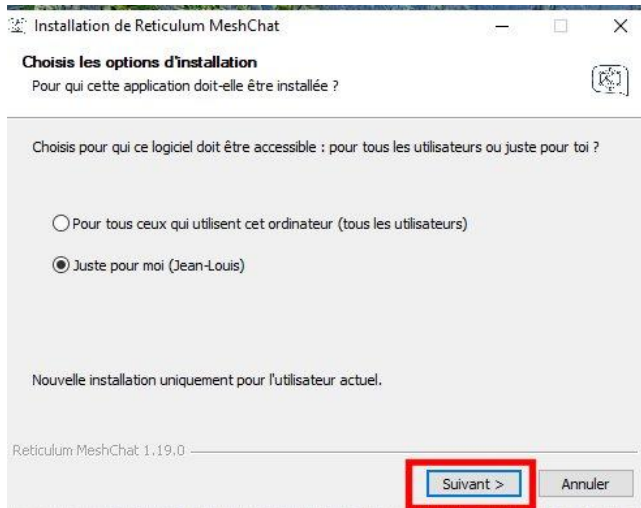 Installation de Reticulum MeshChat
Choisis les options d'installation
Pour qui cette application doit-elle être installée ?
Choisis pour qui ce logiciel doit être accessible : pour tous les utilisateurs ou juste pour toi ?
Pour tous ceux qui utilisent cet ordinateur (tous les utilisateurs)
Juste pour moi (Jean-Louis)
Nouvelle installation uniquement pour l'utilisateur actuel.
Reticulum MeshChat 1.19.0
Suivant > Annuler